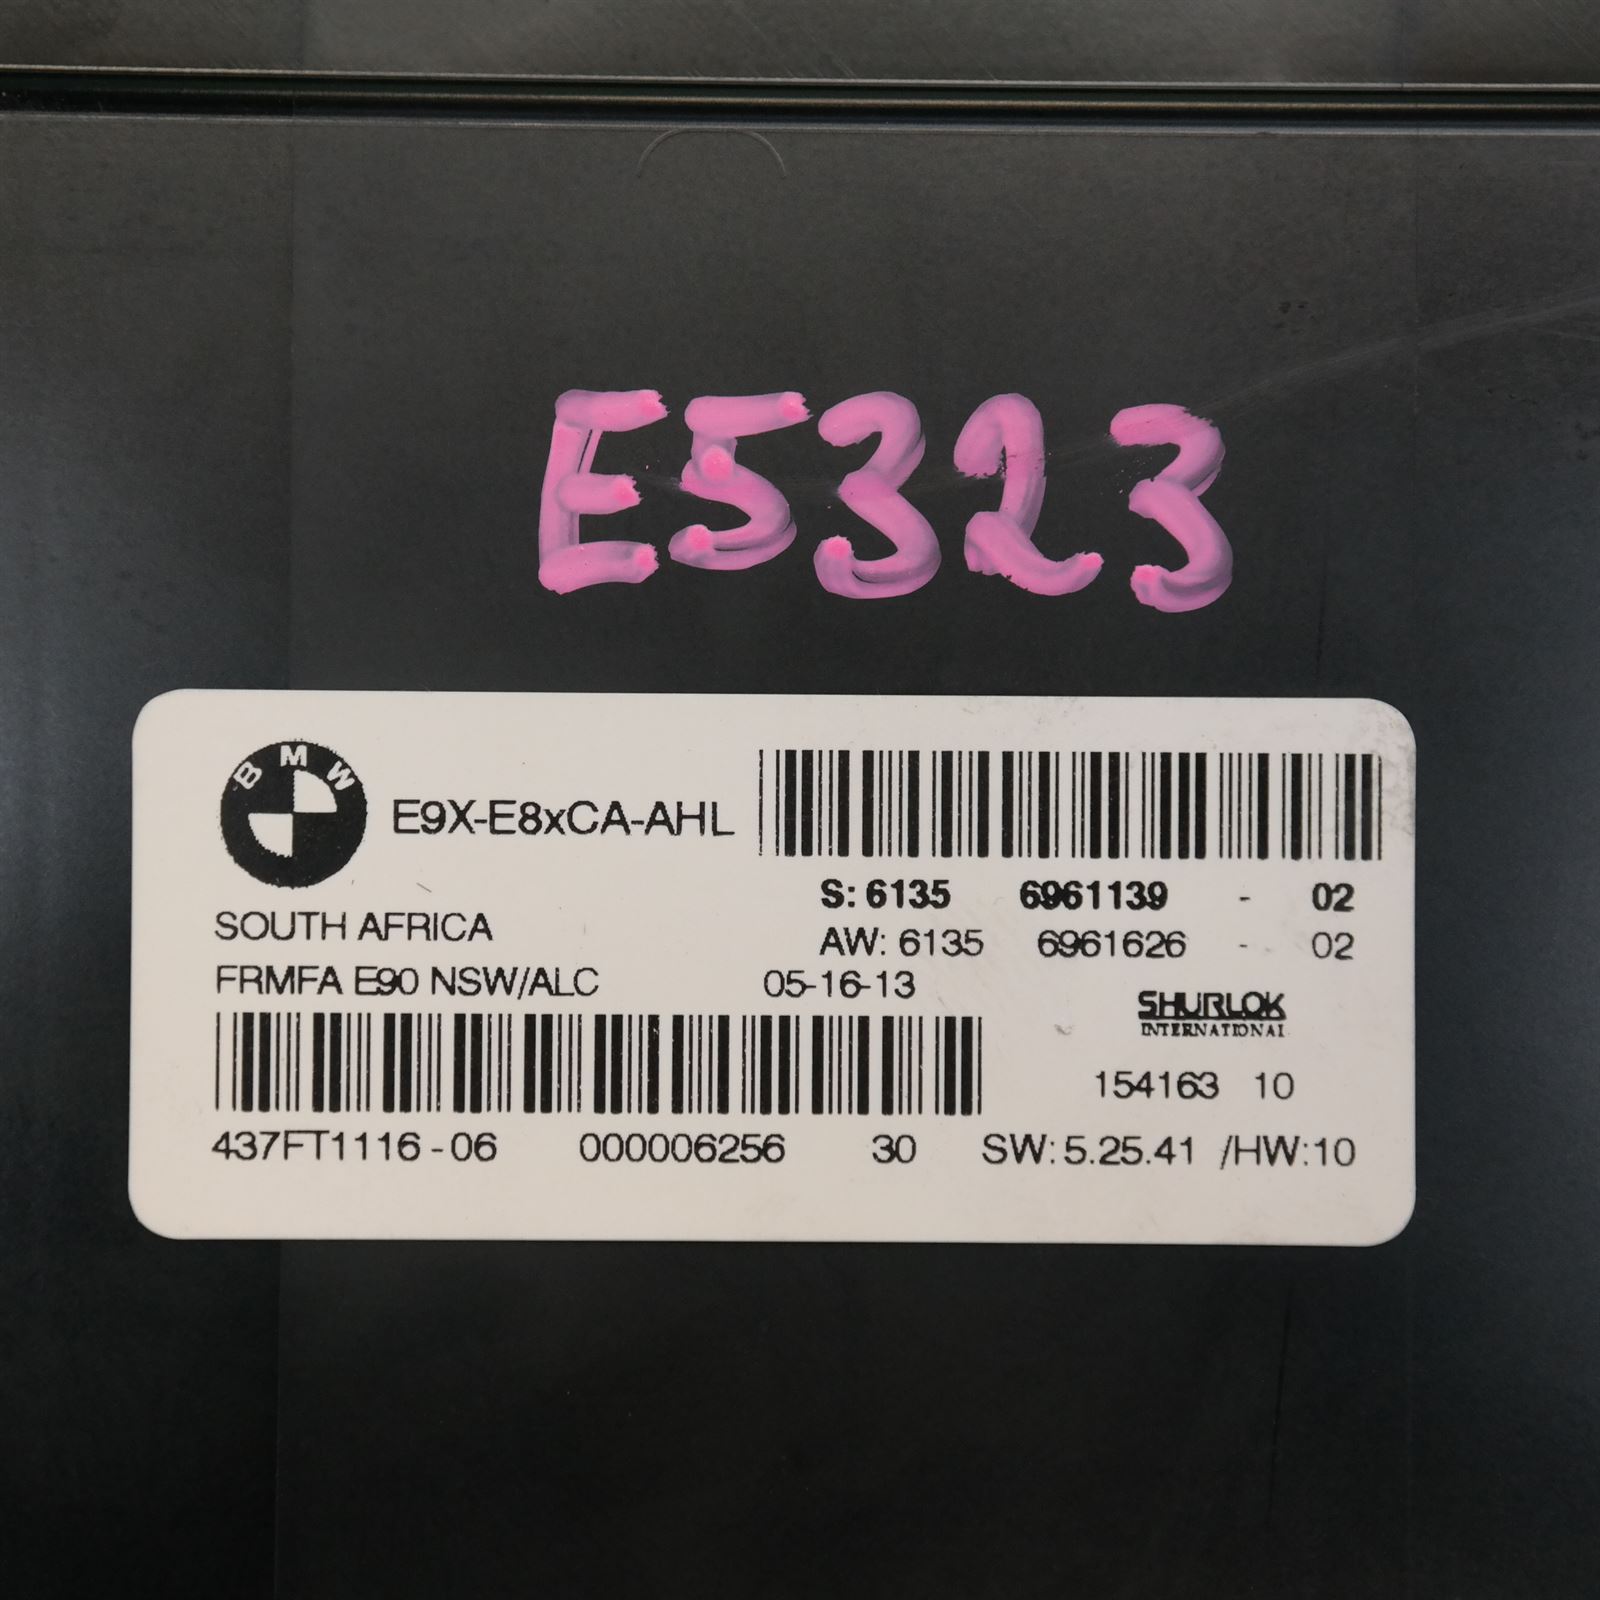 E5323
BMW
E9X-E8xCA-AHL
S: 6135 6961139 - 02
SOUTH AFRICA
AW: 6135 6961626 - 02
FRMFA E90 NSW/ALC 05-16-13
SHURLOK
INTERNATIONAL
154163 10
437FT1116-06 000006256 30 SW: 5.25.41 /HW:10